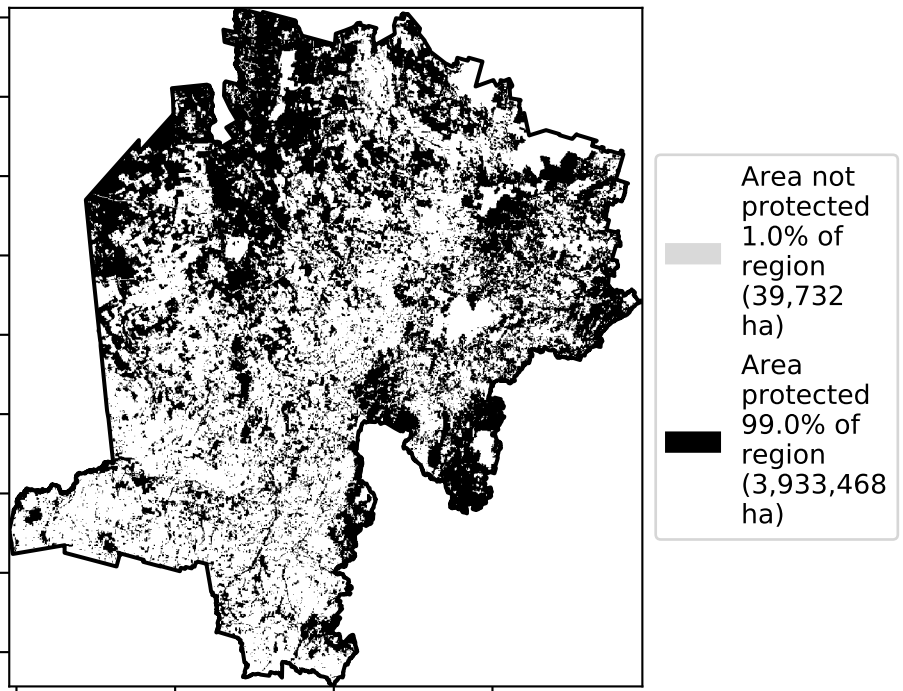 Area not
protected
1.0% of
region
(39,732
ha)
Area
protected
99.0% of
region
(3,933,468
ha)